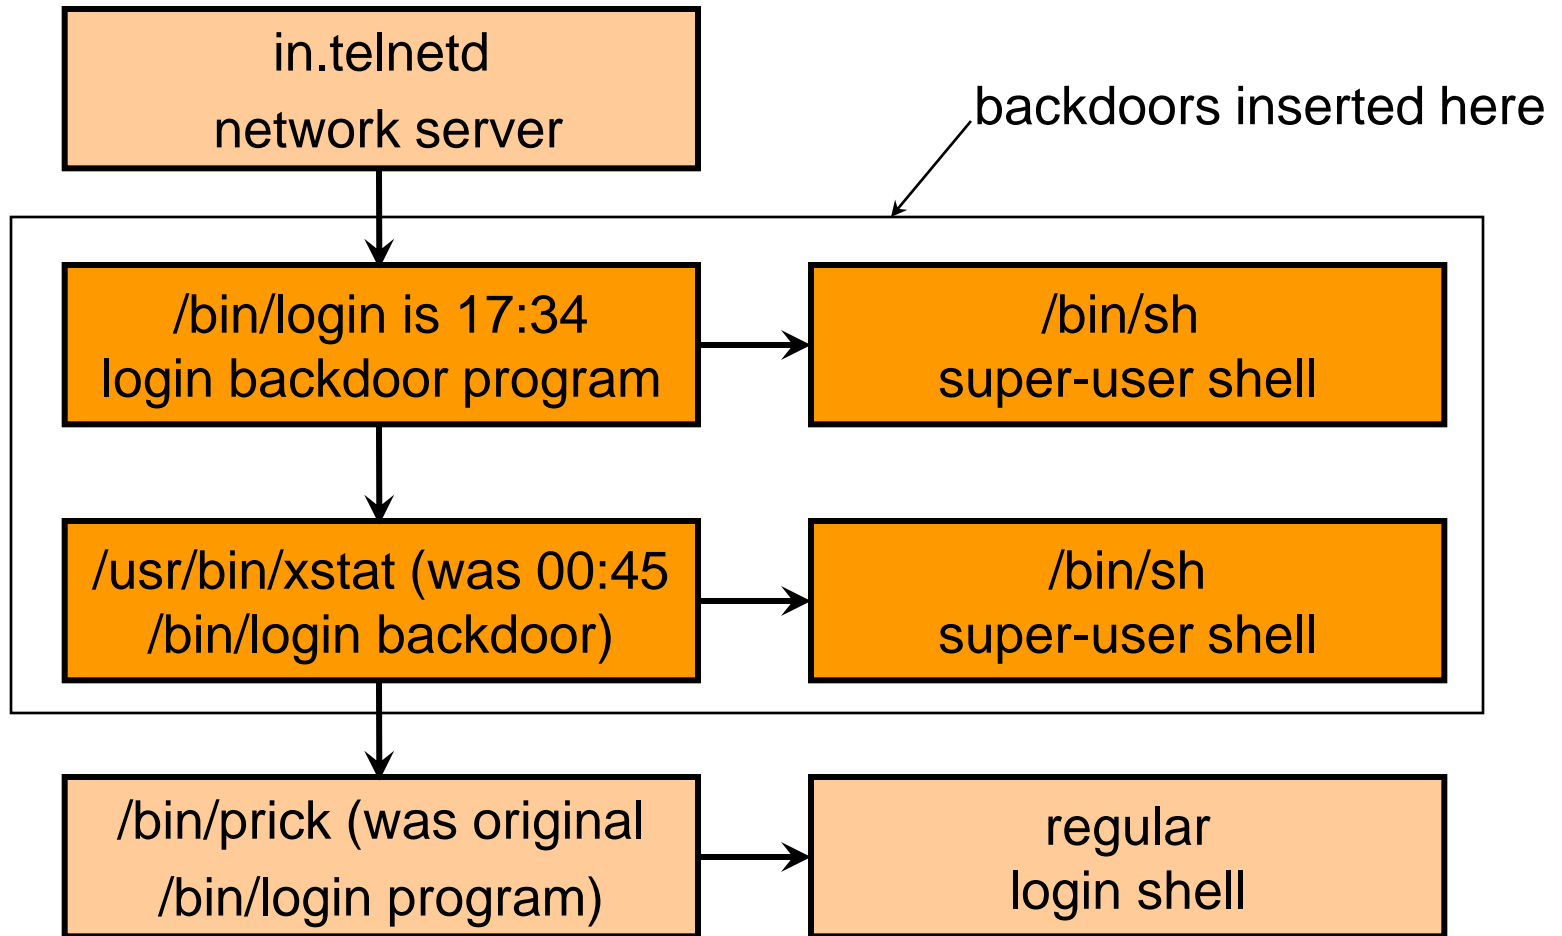 in.telnetd
network server
backdoors inserted here
/bin/login is 17:34
login backdoor program
/bin/sh
super-user shell
/usr/bin/xstat (was 00:45
/bin/login backdoor)
/bin/sh
super-user shell
/bin/prick (was original
/bin/login program)
regular
login shell